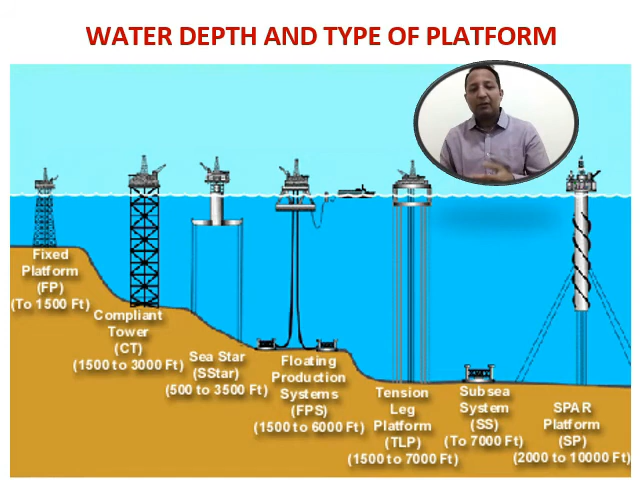 WATER DEPTH AND TYPE OF PLATFORM
Fixed
Platform
(FP)
(To 1500 Ft)
Compliant
Tower
(CT)
(1500 to 3000 Ft)
Sea Star
(SStar)
(500 to 3500 Ft)
Floating
Production
Systems
(FPS)
(1500 to 6000 Ft)
Tension
Leg
Platform
(TLP)
(1500 to 7000 Ft)
Subsea
System
(SS)
(To 7000 Ft)
SPAR
Platform
(SP)
(2000 to 10000 Ft)